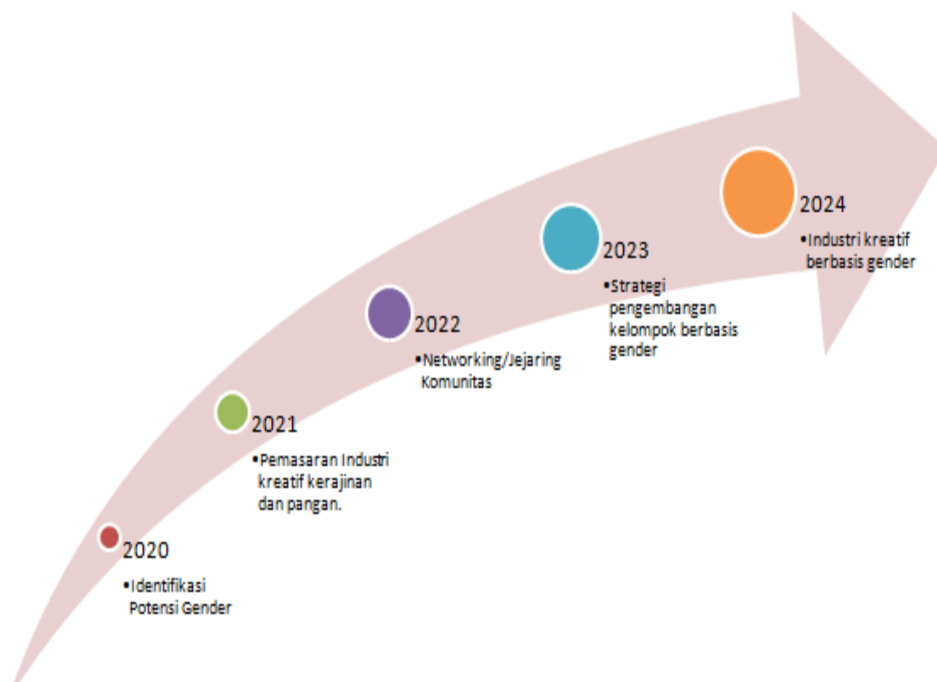 2020
•Identifikasi
Potensi Gender
2021
•Pemasaran Industri
kreatif kerajinan
dan pangan.
2022
•Networking/Jejaring
Komunitas
2023
•Strategi
pengembangan
kelompok berbasis
gender
2024
•Industri kreatif
berbasis gender